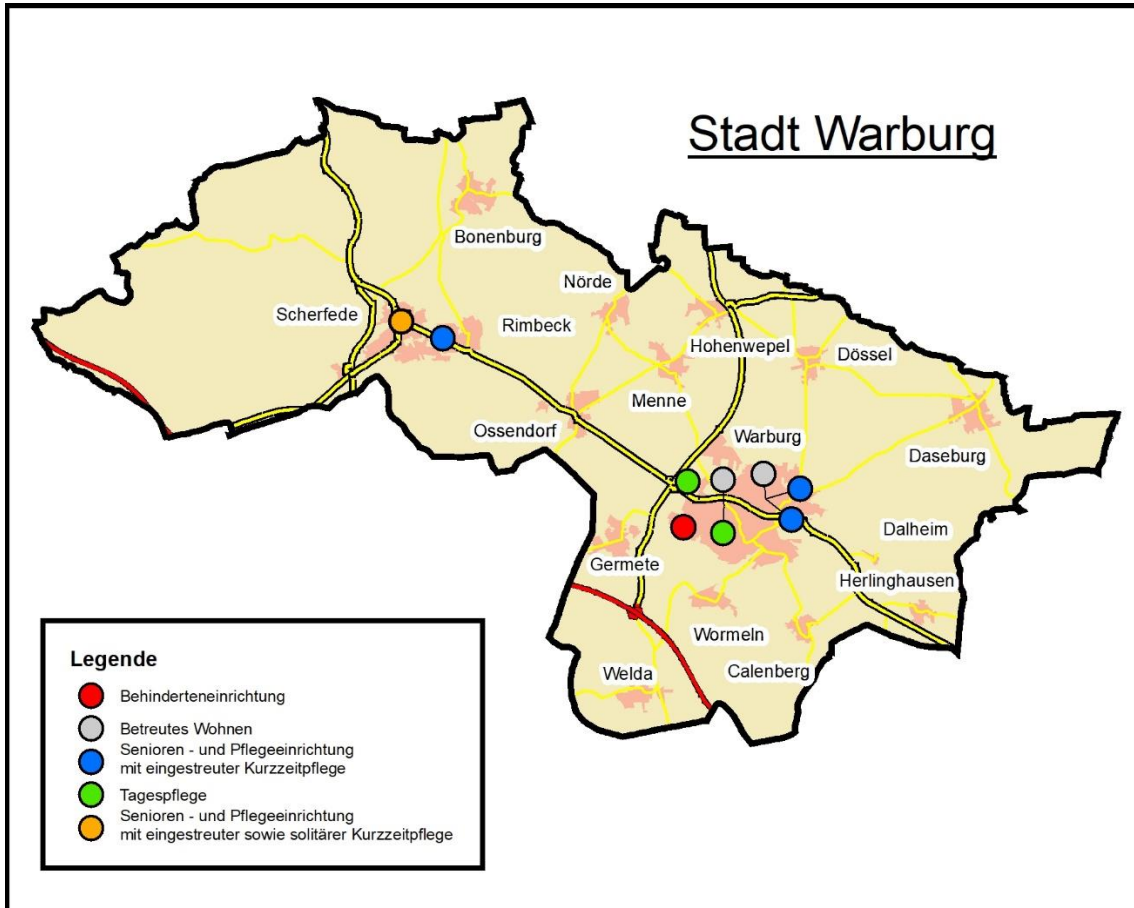 Stadt Warburg
Bonenburg
Nörde
Scherfede
Rimbeck
Hohenwepel
Dössel
Menne
Ossendorf
Warburg
Daseburg
Dalheim
Germete
Herlinghausen
Wormeln
Welda
Calenberg
Legende
Behinderteneinrichtung
Betreutes Wohnen
Senioren - und Pflegeeinrichtung
mit eingestreuter Kurzzeitpflege
Tagespflege
Senioren - und Pflegeeinrichtung
mit eingestreuter sowie solitärer Kurzzeitpflege